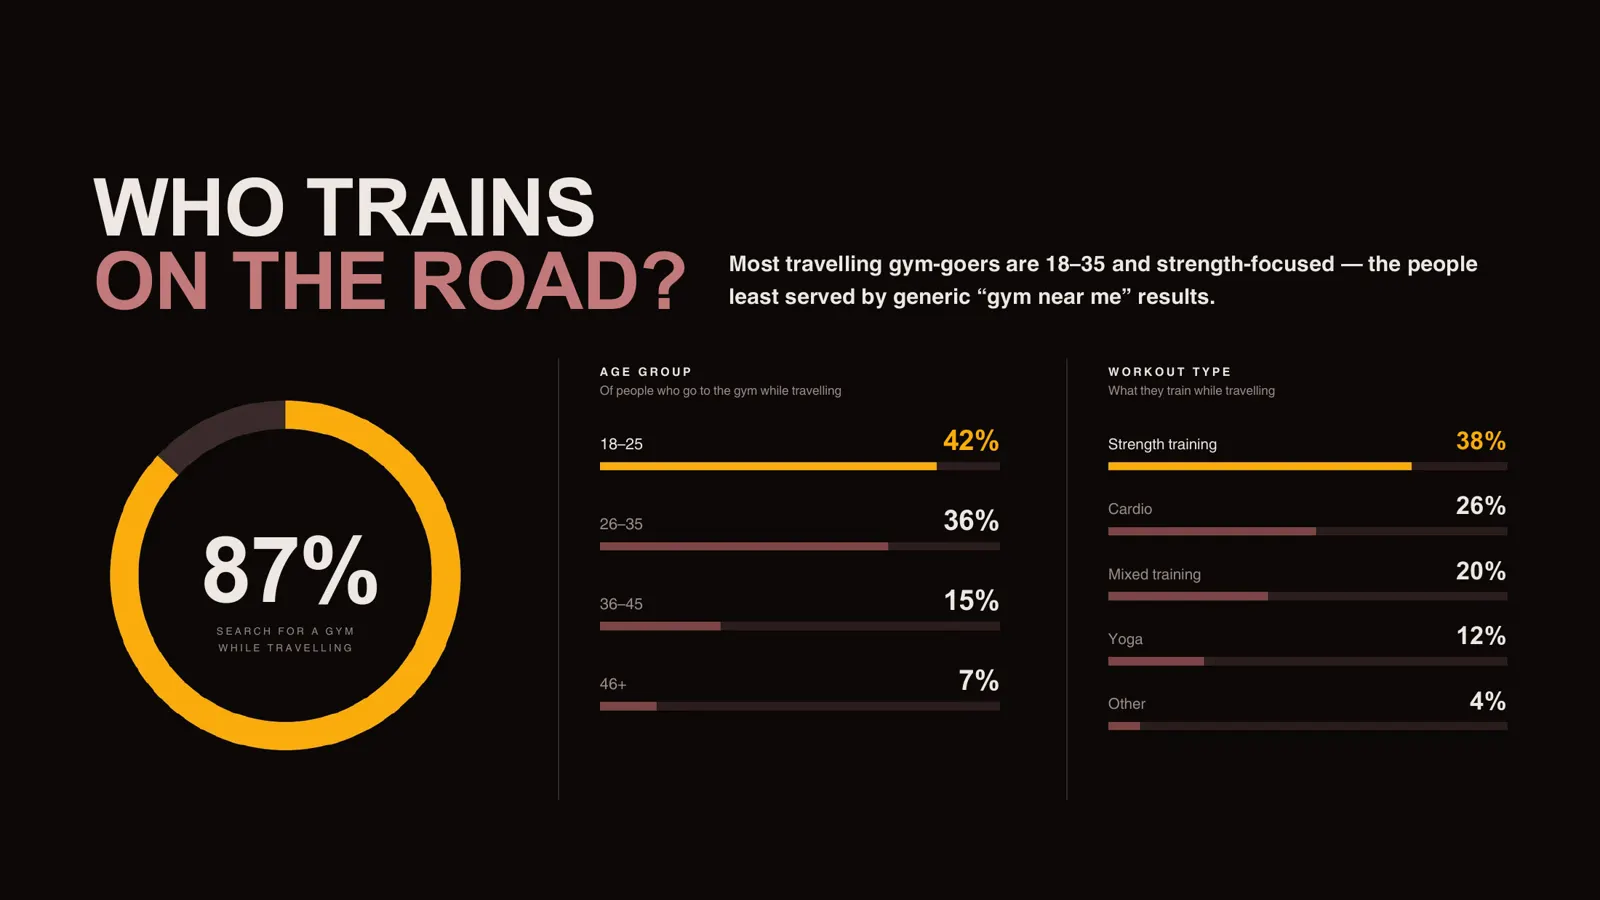 WHO TRAINS
ON THE ROAD?
Most travelling gym-goers are 18–35 and strength-focused — the people
least served by generic “gym near me” results.
87%
SEARCH FOR A GYM
WHILE TRAVELLING
AGE GROUP
Of people who go to the gym while travelling
18–25 42%
26–35 36%
36–45 15%
46+ 7%
WORKOUT TYPE
What they train while travelling
Strength training 38%
Cardio 26%
Mixed training 20%
Yoga 12%
Other 4%